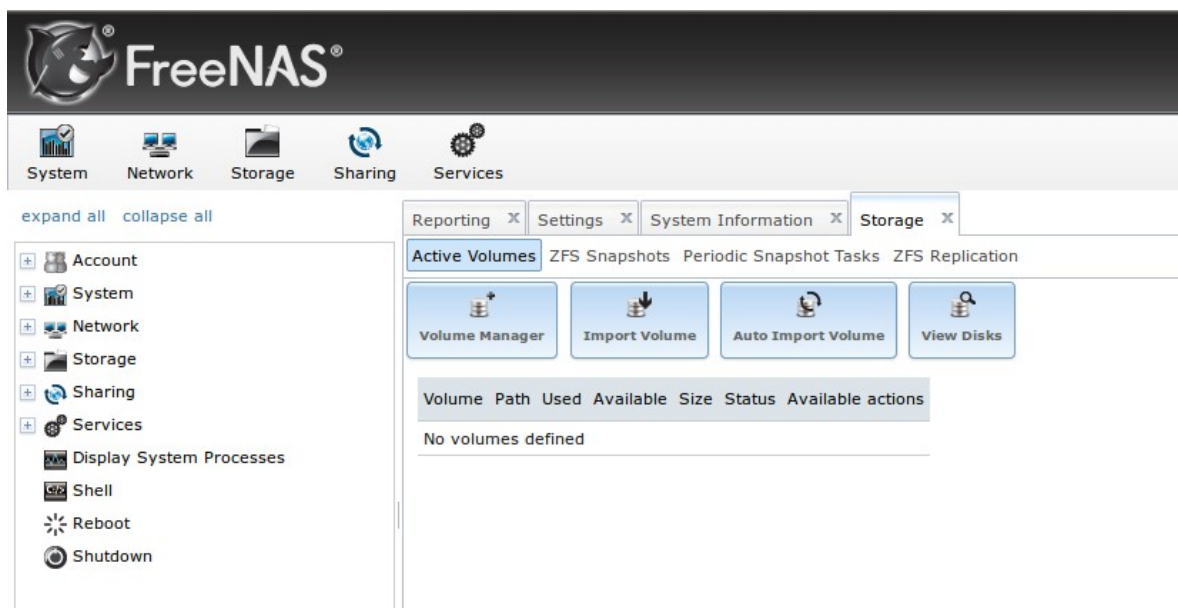 FreeNAS®
System Network Storage Sharing Services
expand all collapse all
Account
System
Network
Storage
Sharing
Services
Display System Processes
Shell
Reboot
Shutdown
Reporting X Settings X System Information X Storage X
Active Volumes ZFS Snapshots Periodic Snapshot Tasks ZFS Replication
Volume Manager Import Volume Auto Import Volume View Disks
Volume Path Used Available Size Status Available actions
No volumes defined